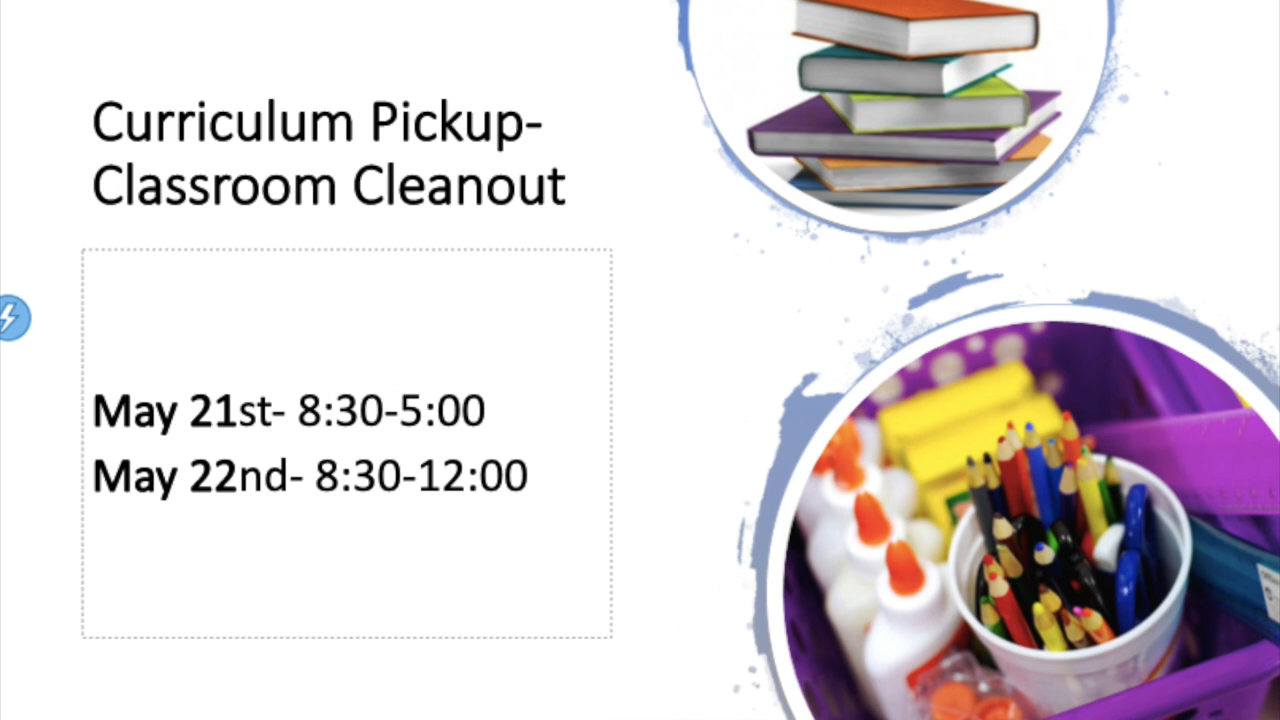 Curriculum Pickup-
Classroom Cleanout
May 21st- 8:30-5:00
May 22nd- 8:30-12:00